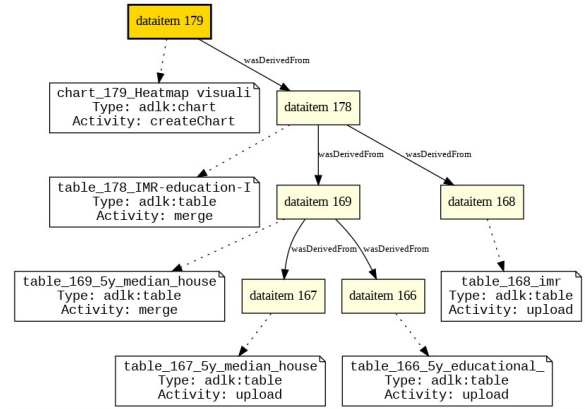 dataitem 179
wasDerivedFrom
chart_179_Heatmap visuali
Type: adlk:chart
Activity: createChart
dataitem 178
wasDerivedFrom
wasDerivedFrom
table_178_IMR-education-I
Type: adlk:table
Activity: merge
dataitem 169
dataitem 168
wasDerivedFrom
wasDerivedFrom
table_169_5y_median_house
Type: adlk:table
Activity: merge
dataitem 167
dataitem 166
table_168_imr
Type: adlk:table
Activity: upload
table_167_5y_median_house
Type: adlk:table
Activity: upload
table_166_5y_educational_
Type: adlk:table
Activity: upload